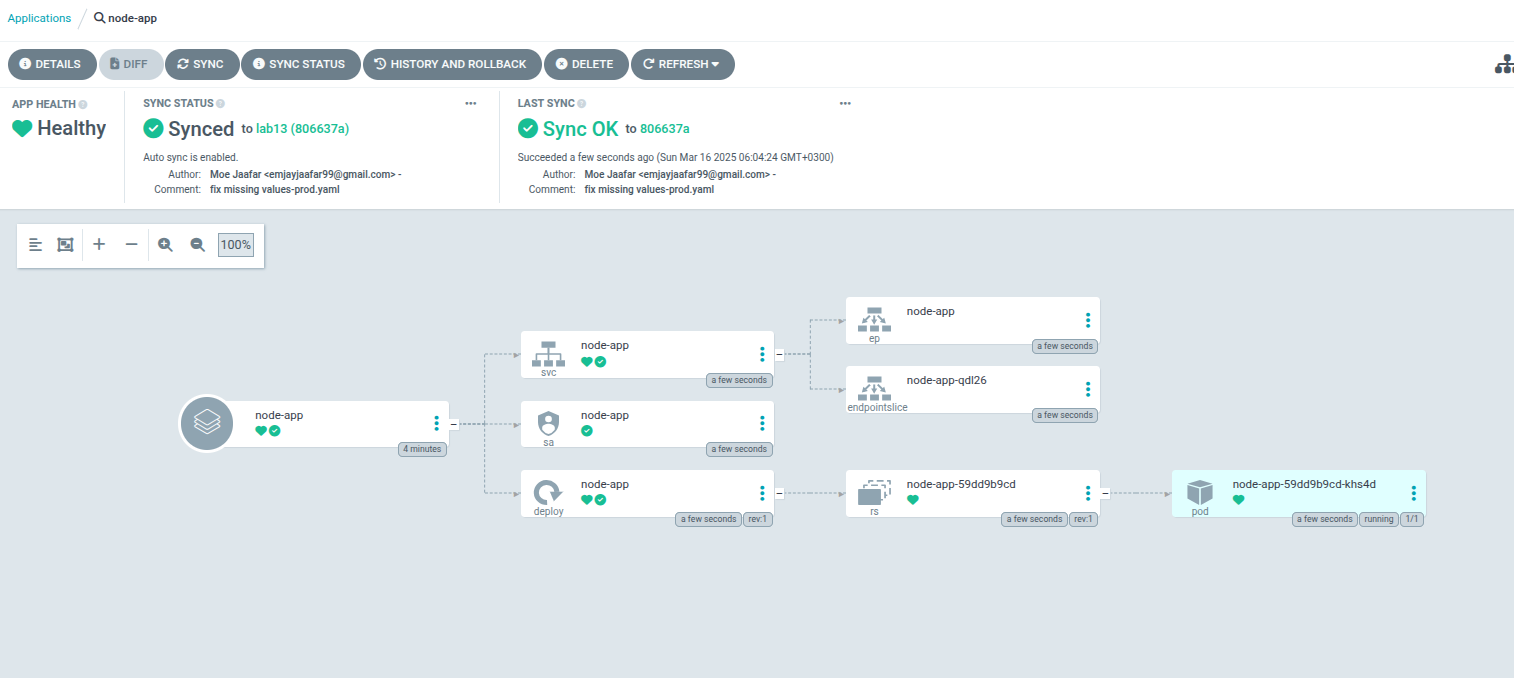 Applications node-app
DETAILS DIFF SYNC SYNC STATUS HISTORY AND ROLLBACK DELETE REFRESH
APP HEALTH
Healthy
SYNC STATUS
Synced to lab13 (806637a)
Auto sync is enabled.
Author: Moe Jaafar <emjayjaafar99@gmail.com> -
Comment: fix missing values-prod.yaml
LAST SYNC
Sync OK to 806637a
Succeeded a few seconds ago (Sun Mar 16 2025 06:04:24 GMT+0300)
Author: Moe Jaafar <emjayjaafar99@gmail.com> -
Comment: fix missing values-prod.yaml
100%
node-app
4 minutes
node-app
svc
a few seconds
node-app
sa
a few seconds
node-app
deploy
a few seconds rev:1
node-app
ep
a few seconds
node-app-qdl26
endpointslice
a few seconds
node-app-59dd9b9cd
rs
a few seconds rev:1
node-app-59dd9b9cd-khs4d
pod
a few seconds running 1/1